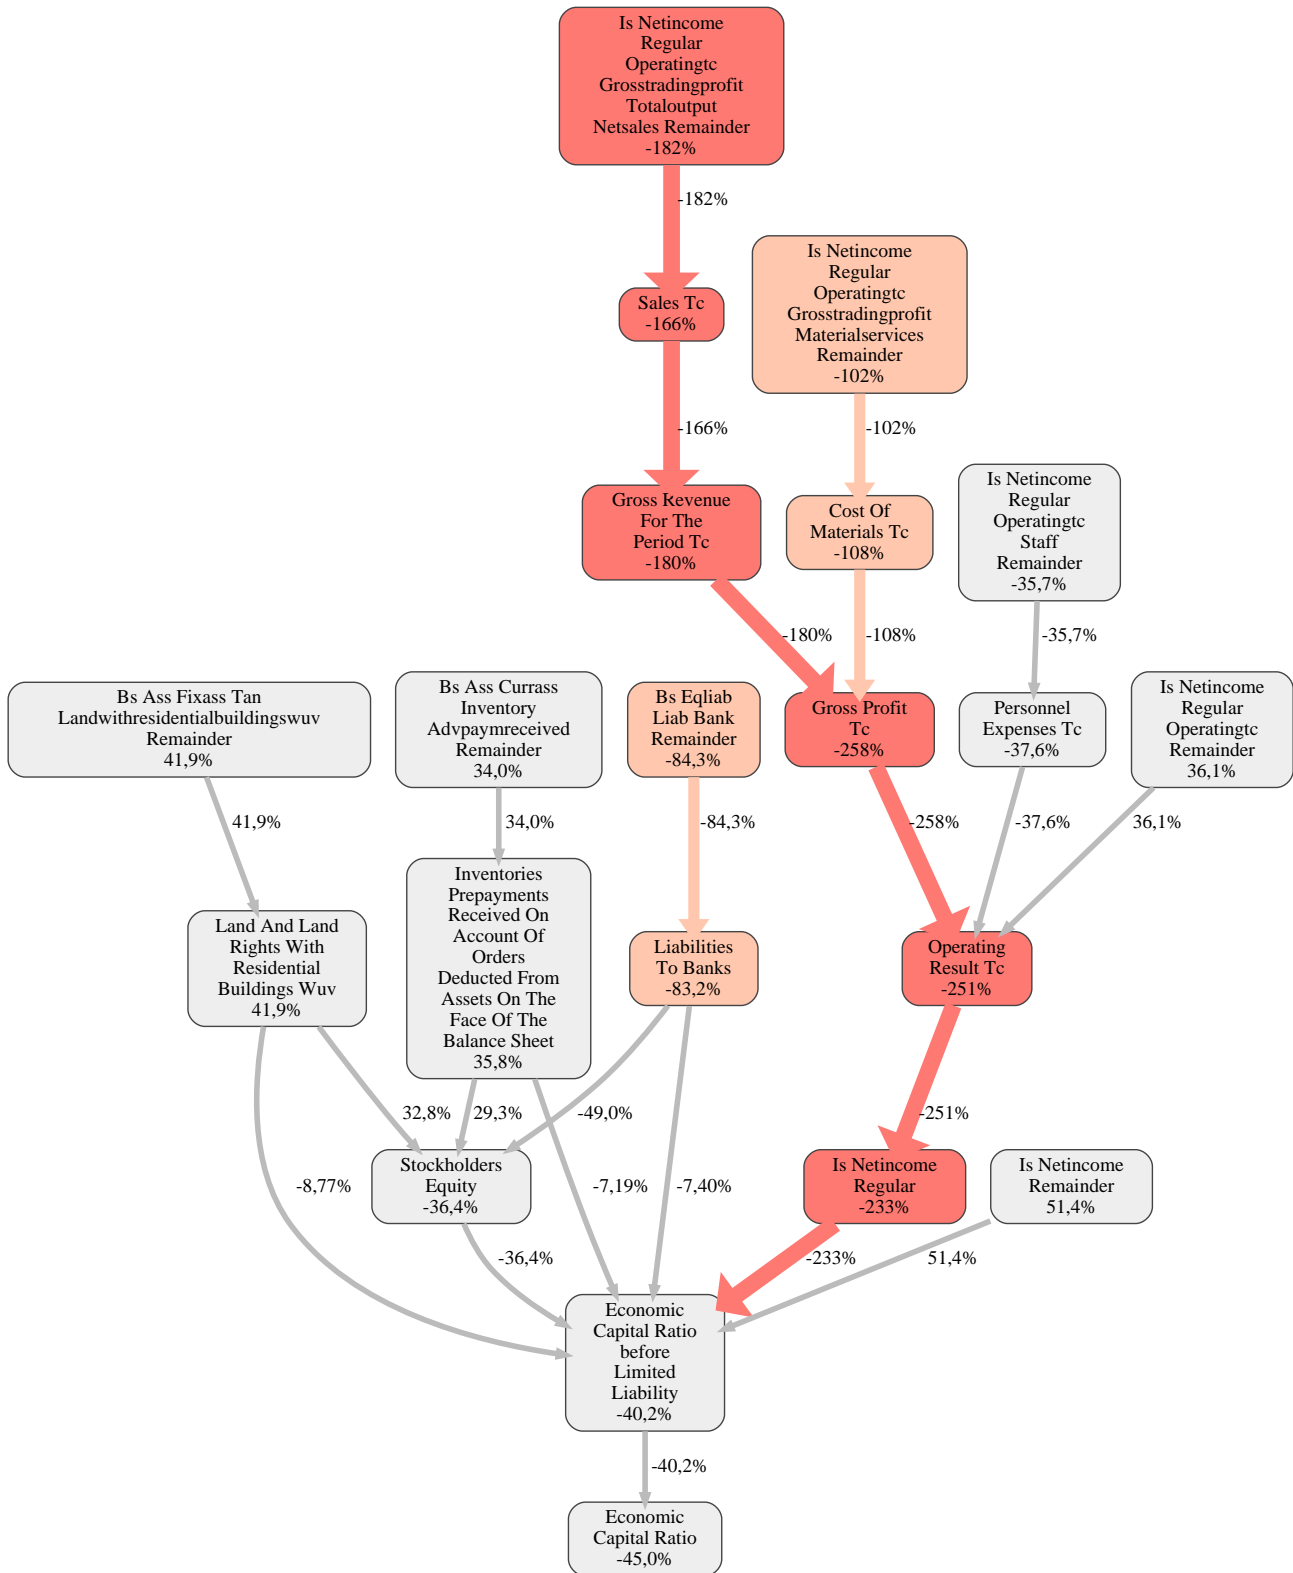 Is Netincome
Regular
Operatingtc
Grosstradingprofit
Totaloutput
Netsales Remainder
-182%
-182%
Is Netincome
Regular
Operatingtc
Grosstradingprofit
Materialservices
Remainder
-102%
Sales Tc
-166%
-166%
-102%
Is Netincome
Regular
Operatingtc
Staff
Remainder
-35,7%
Gross Revenue
For The
Period Tc
-180%
Cost Of
Materials Tc
-108%
-180%
-108%
-35,7%
Bs Ass Fixass Tan
Landwithresidentialbuildingswuv
Remainder
41,9%
Bs Ass Currass
Inventory
Advpaymreceived
Remainder
34,0%
Bs Eqliab
Liab Bank
Remainder
-84,3%
Gross Profit
Tc
-258%
Personnel
Expenses Tc
-37,6%
Is Netincome
Regular
Operatingtc
Remainder
36,1%
41,9%
34,0%
-84,3%
-258%
-37,6%
36,1%
Land And Land
Rights With
Residential
Buildings Wuv
41,9%
Inventories
Prepayments
Received On
Account Of
Orders
Deducted From
Assets On The
Face Of The
Balance Sheet
35,8%
Liabilities
To Banks
-83,2%
Operating
Result Tc
-251%
32,8%
29,3%
-49,0%
-251%
Stockholders
Equity
-36,4%
Is Netincome
Regular
-233%
Is Netincome
Remainder
51,4%
-8,77%
-7,19%
-7,40%
-36,4%
-233%
51,4%
Economic
Capital Ratio
before
Limited
Liability
-40,2%
-40,2%
Economic
Capital Ratio
-45,0%